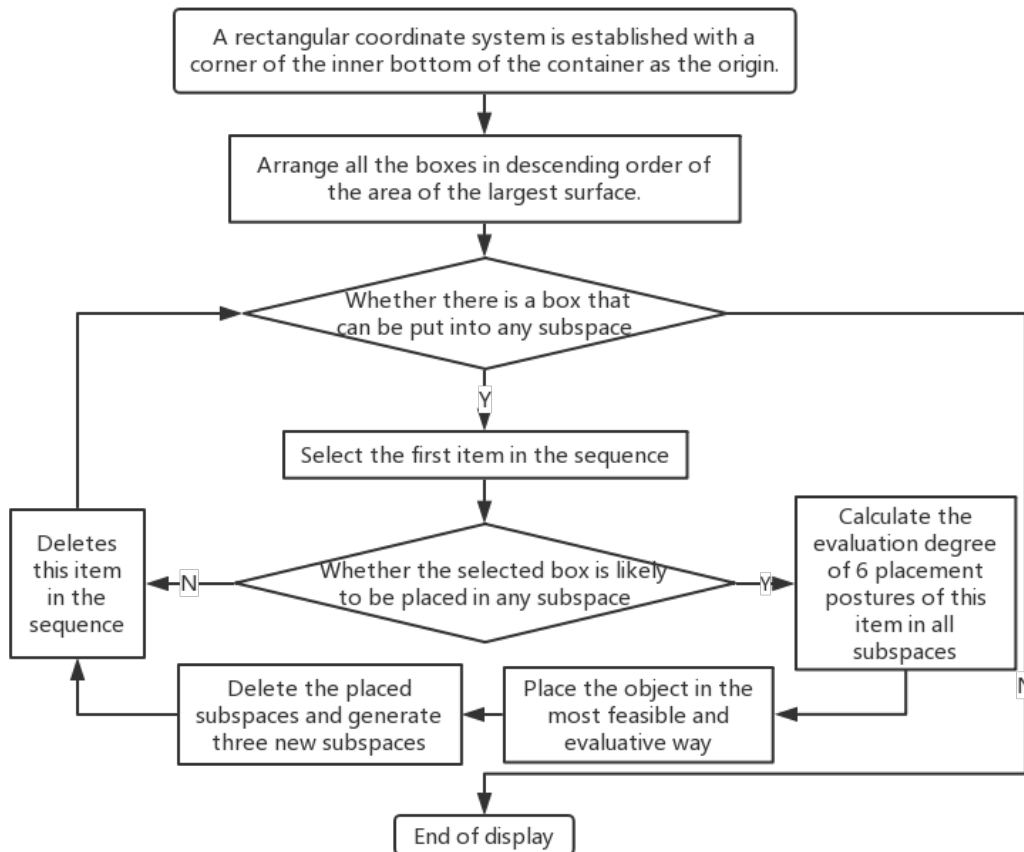 A rectangular coordinate system is established with a
corner of the inner bottom of the container as the origin.
Arrange all the boxes in descending order of
the area of the largest surface.
Whether there is a box that
can be put into any subspace
Y
Select the first item in the sequence
Whether the selected box is likely
to be placed in any subspace
N
Deletes
this item
in the
sequence
Y
Calculate the
evaluation degree
of 6 placement
postures of this
item in all
subspaces
Place the object in the
most feasible and
evaluative way
Delete the placed
subspaces and generate
three new subspaces
N
End of display